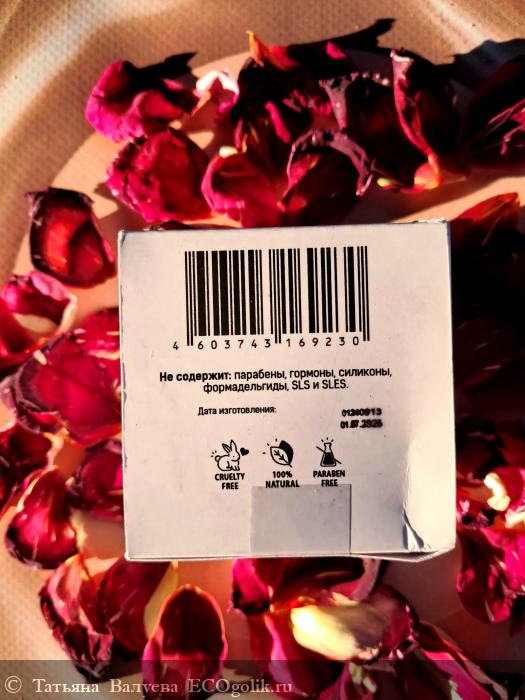 4 603743 169230
Не содержит: парабены, гормоны, силиконы,
формадельгиды, SLS и SLES.
Дата изготовления:
01.07.2025
CRUELTY
FREE
100%
NATURAL
PARABEN
FREE
© Татьяна Валуева ECOgolik.ru